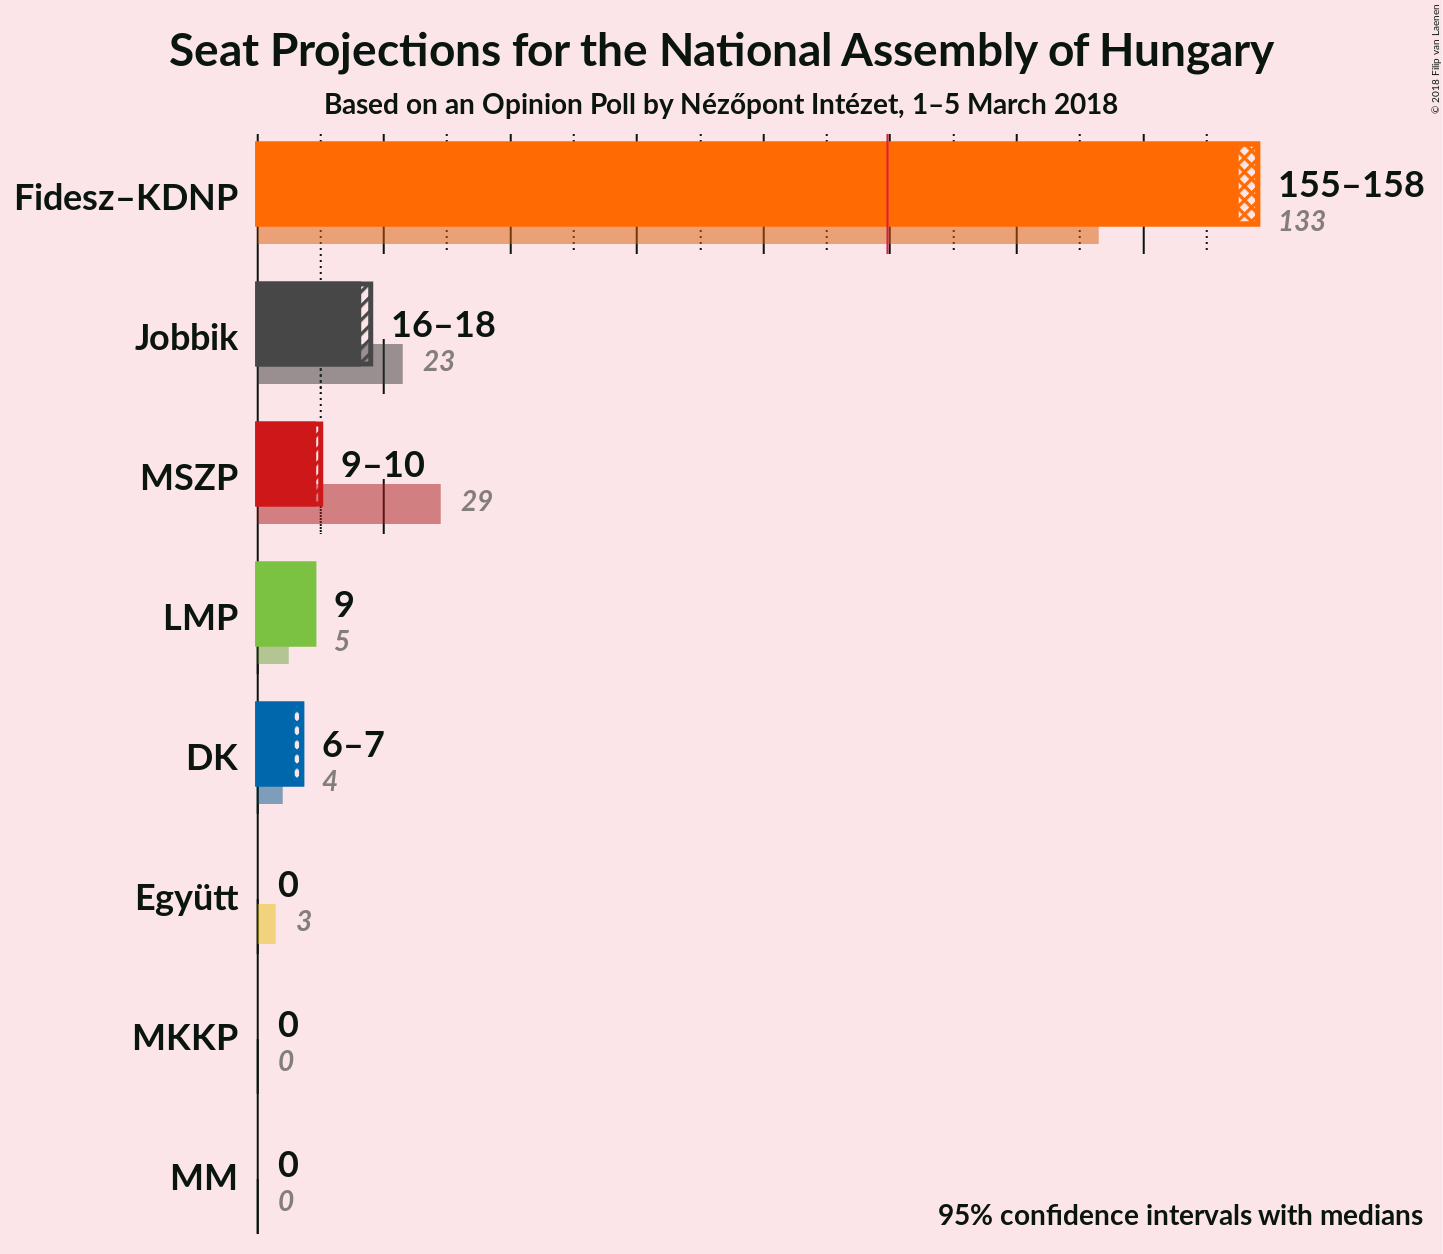 Seat Projections for the National Assembly of Hungary
Based on an Opinion Poll by Nézőpont Intézet, 1–5 March 2018
© 2018 Filip van Laenen
Fidesz–KDNP
155–158
133
Jobbik
16–18
23
MSZP
9–10
29
LMP
9
5
DK
6–7
4
Együtt
0
3
MKKP
0
0
MM
0
0
95% confidence intervals with medians